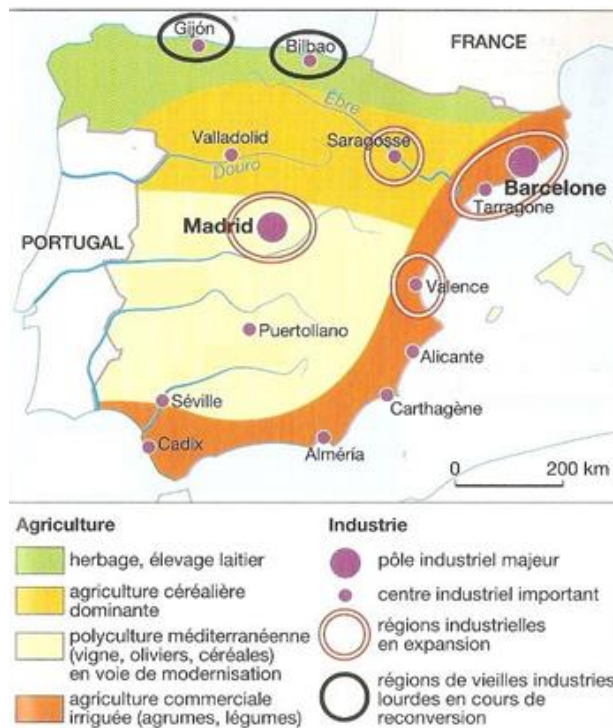 Gijón
Bilbao
FRANCE
Èbre
Valladolid
Saragosse
Douro
Barcelone
Tarragone
Madrid
PORTUGAL
Valence
Puertollano
Alicante
Séville
Carthagène
Cadix
Alméría
0 200 km
Agriculture
herbage, élevage laitier
agriculture céréalière
dominante
polyculture méditerranéenne
(vigne, oliviers, céréales)
en voie de modernisation
agriculture commerciale
irriguée (agrumes, légumes)
Industrie
pôle industriel majeur
centre industriel important
régions industrielles
en expansion
régions de vieilles industries
lourdes en cours de
reconversion